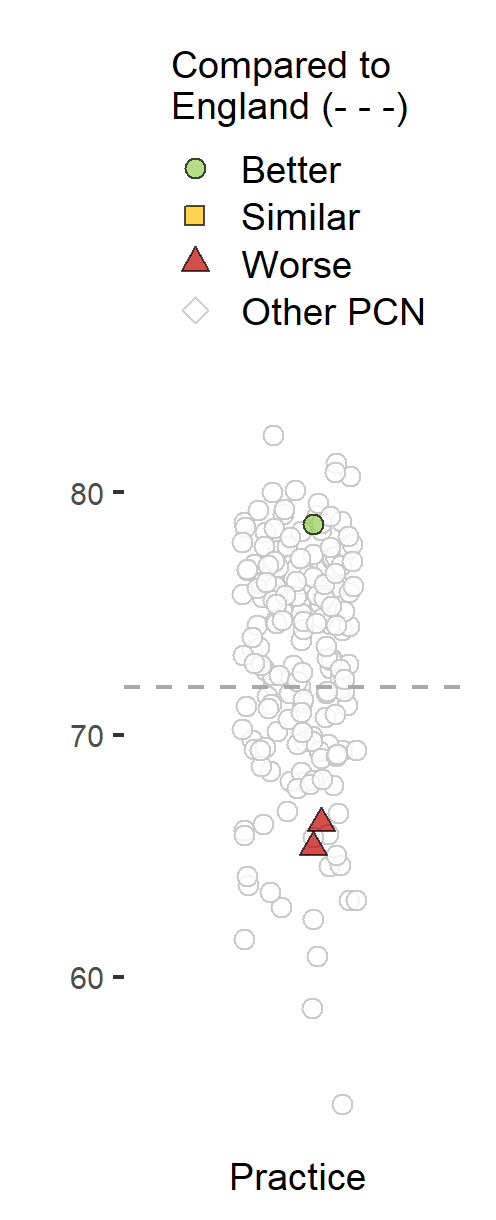 Compared to
England (- - -)
Better
Similar
Worse
Other PCN
80
70
60
Practice